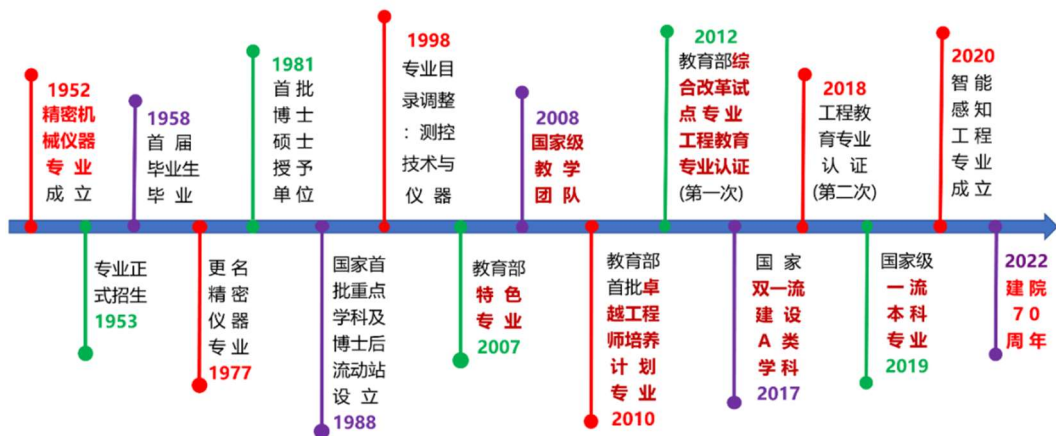 1952
精密机
械仪器
专 业
成 立
专业正
式招生
1953
1958
首 届
毕业生
毕 业
更 名
精 密
仪 器
专 业
1977
1981
首 批
博 士
硕 士
授 予
单 位
国家首
批重点
学科及
博士后
流动站
设 立
1988
1998
专业目
录调整
：测控
技术与
仪 器
教育部
特 色
专 业
2007
2008
国家级
教 学
团 队
教育部
首批卓
越工程
师培养
计 划
专 业
2010
2012
教育部综
合改革试
点 专 业
工程教育
专业认证
(第一次)
国 家
双一流
建 设
A 类
学 科
2017
2018
工程教
育专业
认 证
(第二次)
国家级
一 流
本 科
专 业
2019
2020
智 能
感 知
工 程
专 业
成 立
2022
建 院
7 0
周 年